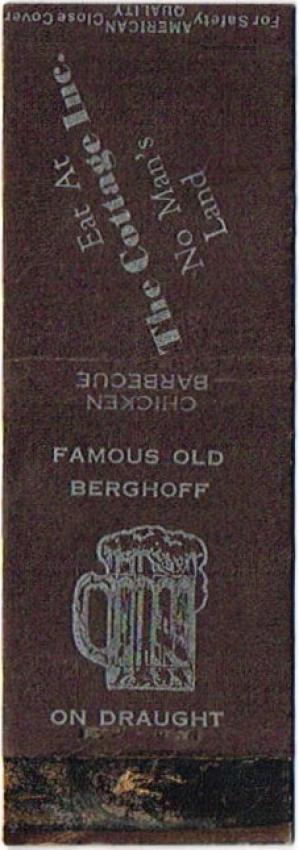 For Safety
AMERICAN
QUALITY
Close Cover
Eat At
The Cottage Inc.
No Man's
Land
CHICKEN
BARBECUE
FAMOUS OLD
BERGHOFF
ON DRAUGHT